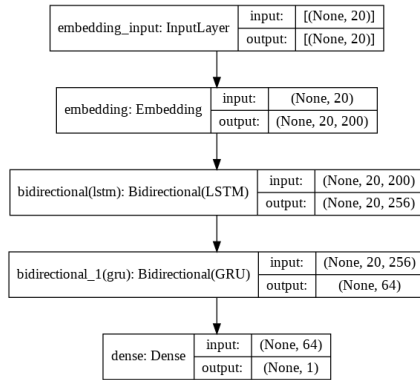 embedding_input: InputLayer input: [(None, 20)]
output: [(None, 20)]
embedding: Embedding input: (None, 20)
output: (None, 20, 200)
bidirectional(lstm): Bidirectional(LSTM) input: (None, 20, 200)
output: (None, 20, 256)
bidirectional_1(gru): Bidirectional(GRU) input: (None, 20, 256)
output: (None, 64)
dense: Dense input: (None, 64)
output: (None, 1)